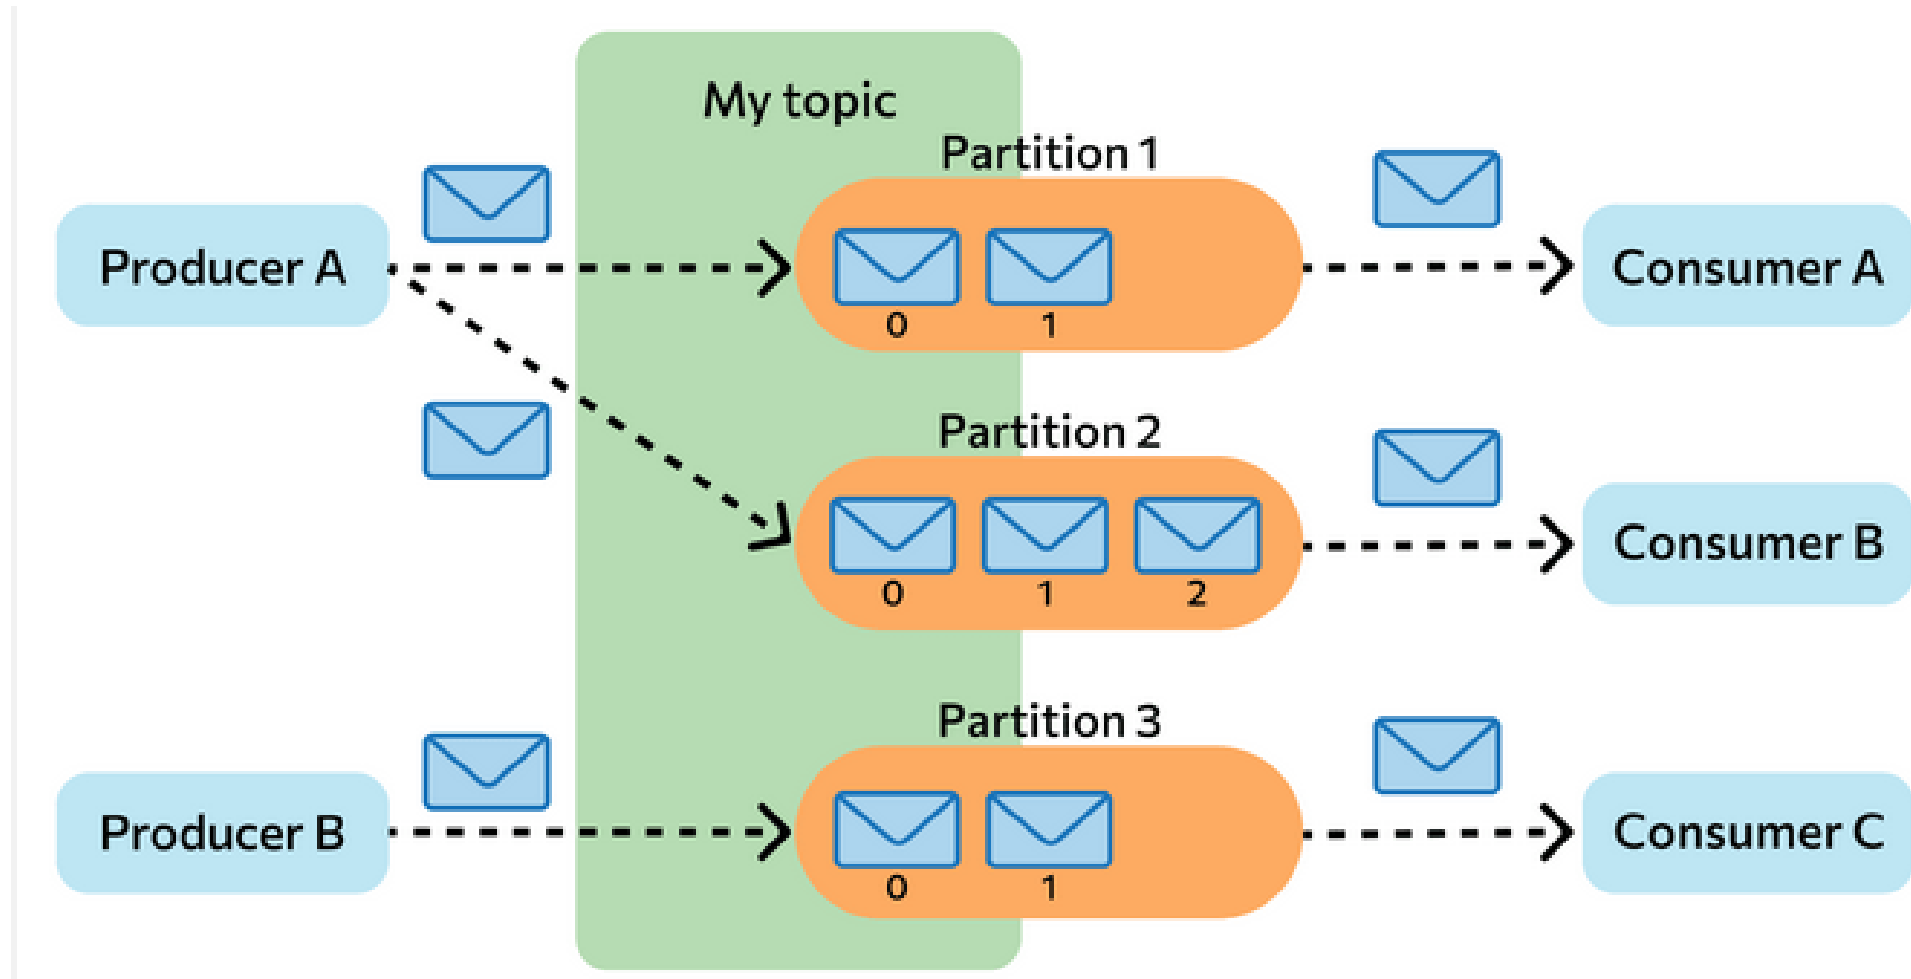 My topic
Partition 1
Producer A
0 1
Consumer A
Partition 2
0 1 2
Consumer B
Partition 3
Producer B
0 1
Consumer C